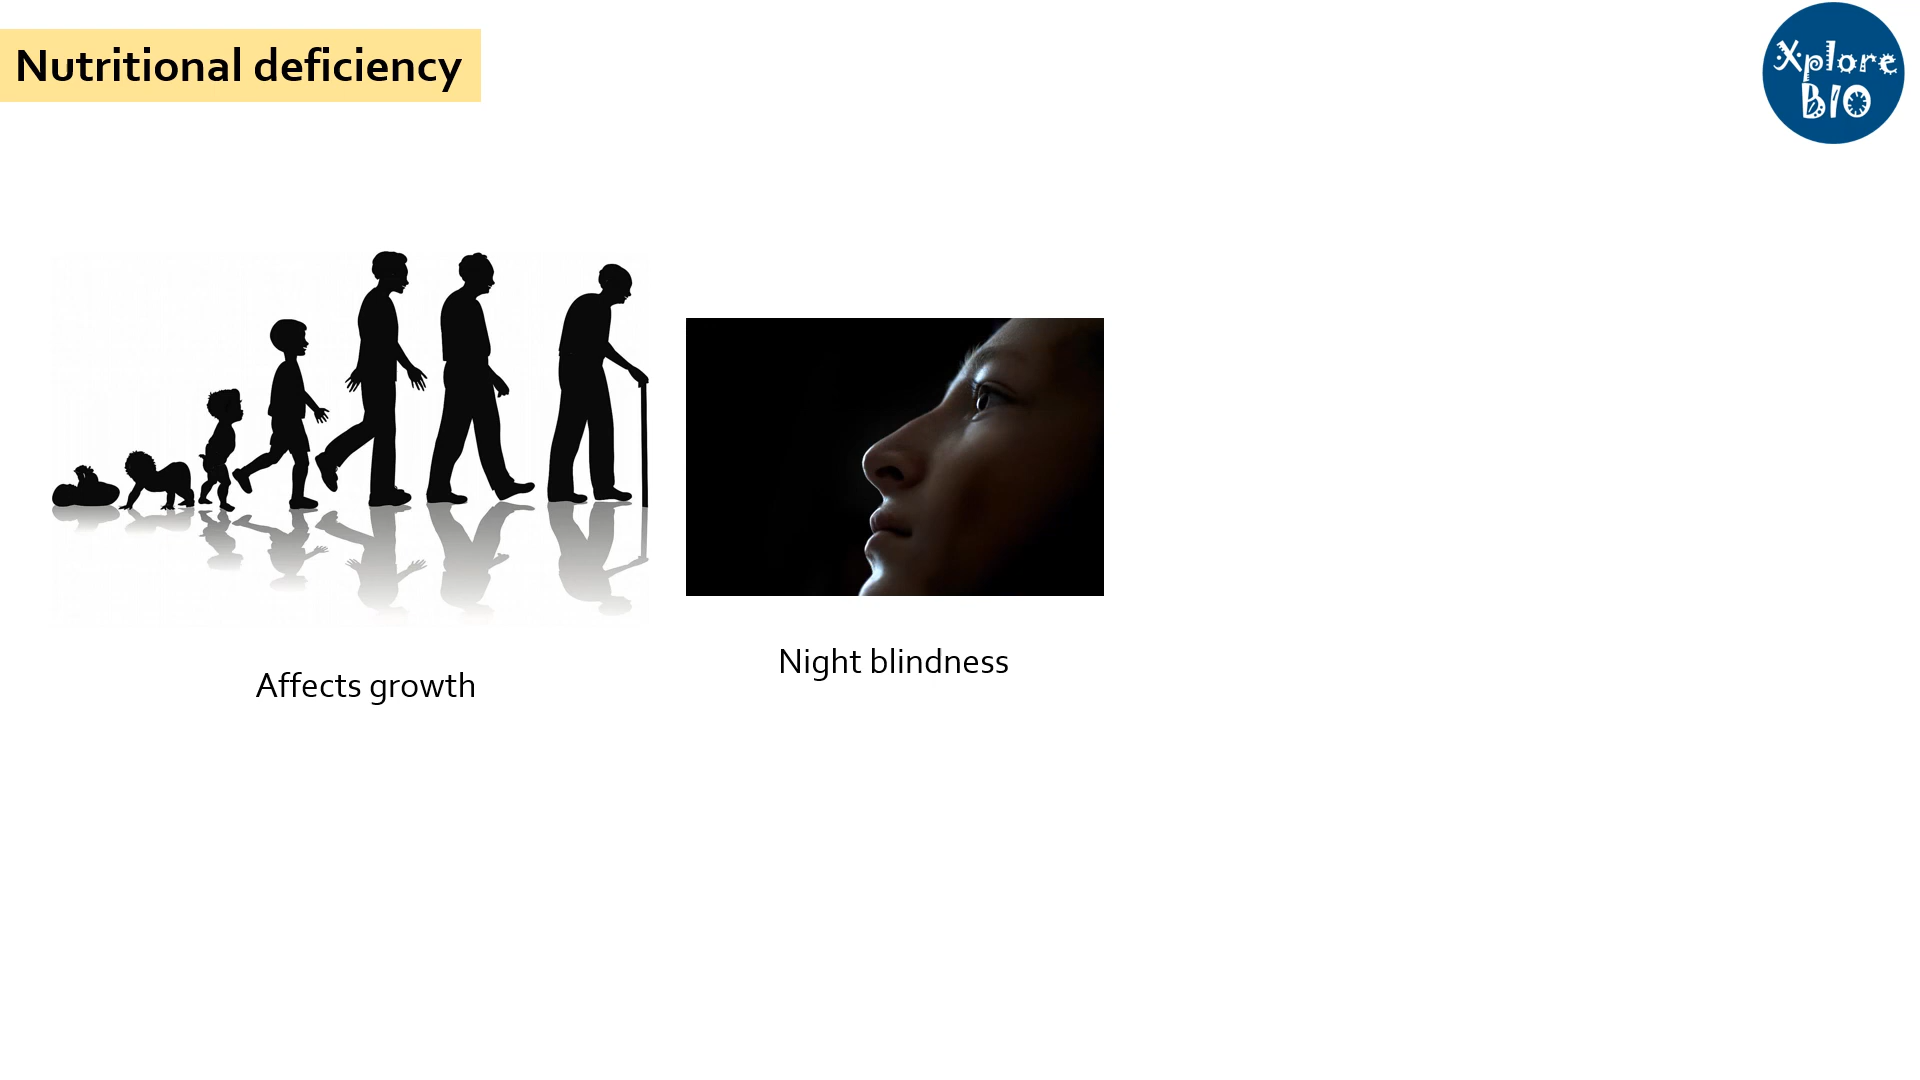 Nutritional deficiency
Xplore
BIO
Affects growth
Night blindness